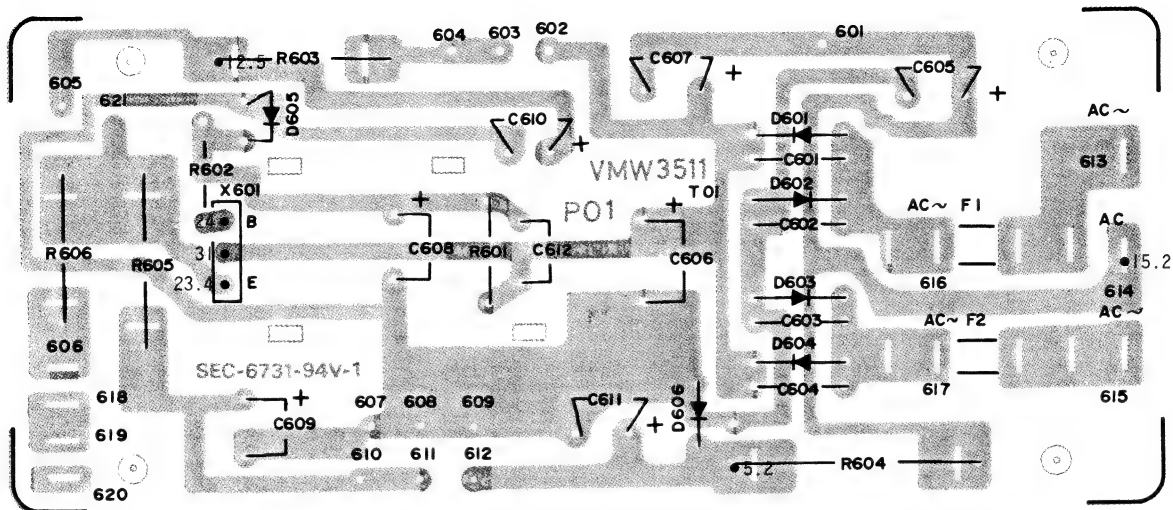 601
602
603
604
C607
+
C605
+
12.5
R603
605
621
D605
C610
+
D601
C601
AC~
613
R602
VMW3511
D602
X601
B
+
P01
+
T01
C602
AC~ F1
AC
31
C608
R601
C612
C606
15.2
R606
R605
23.4
E
D603
616
614
C603
AC~ F2
AC~
606
D604
SEC-6731-94V-1
C604
617
615
618
+
607
608
609
C611
+
D606
C609
619
610
611
612
5.2
R604
620